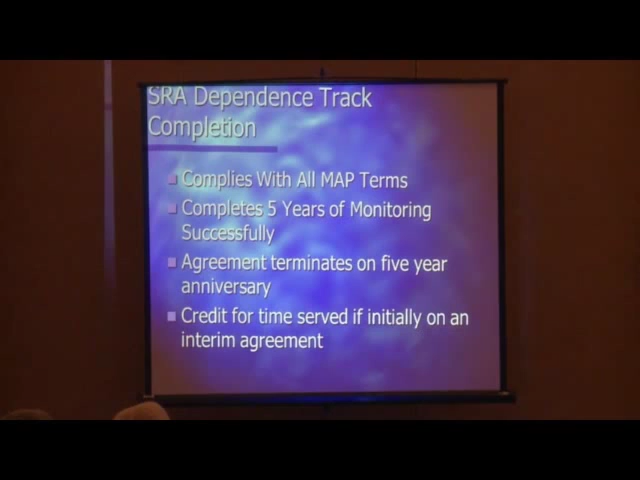 SRA Dependence Track
Completion
Complies With All MAP Terms
Completes 5 Years of Monitoring
Successfully
Agreement terminates on five year
anniversary
Credit for time served if initially on an
interim agreement